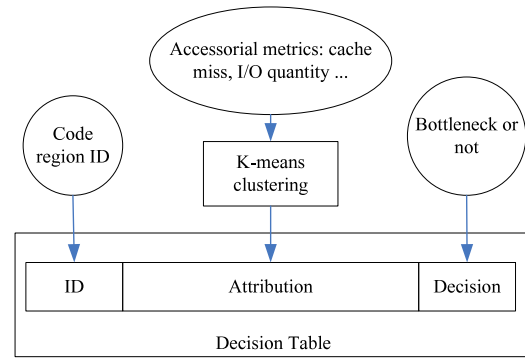 Accessorial metrics: cache
miss, I/O quantity ...
Code
region ID
Bottleneck or
not
K-means
clustering
ID
Attribution
Decision
Decision Table